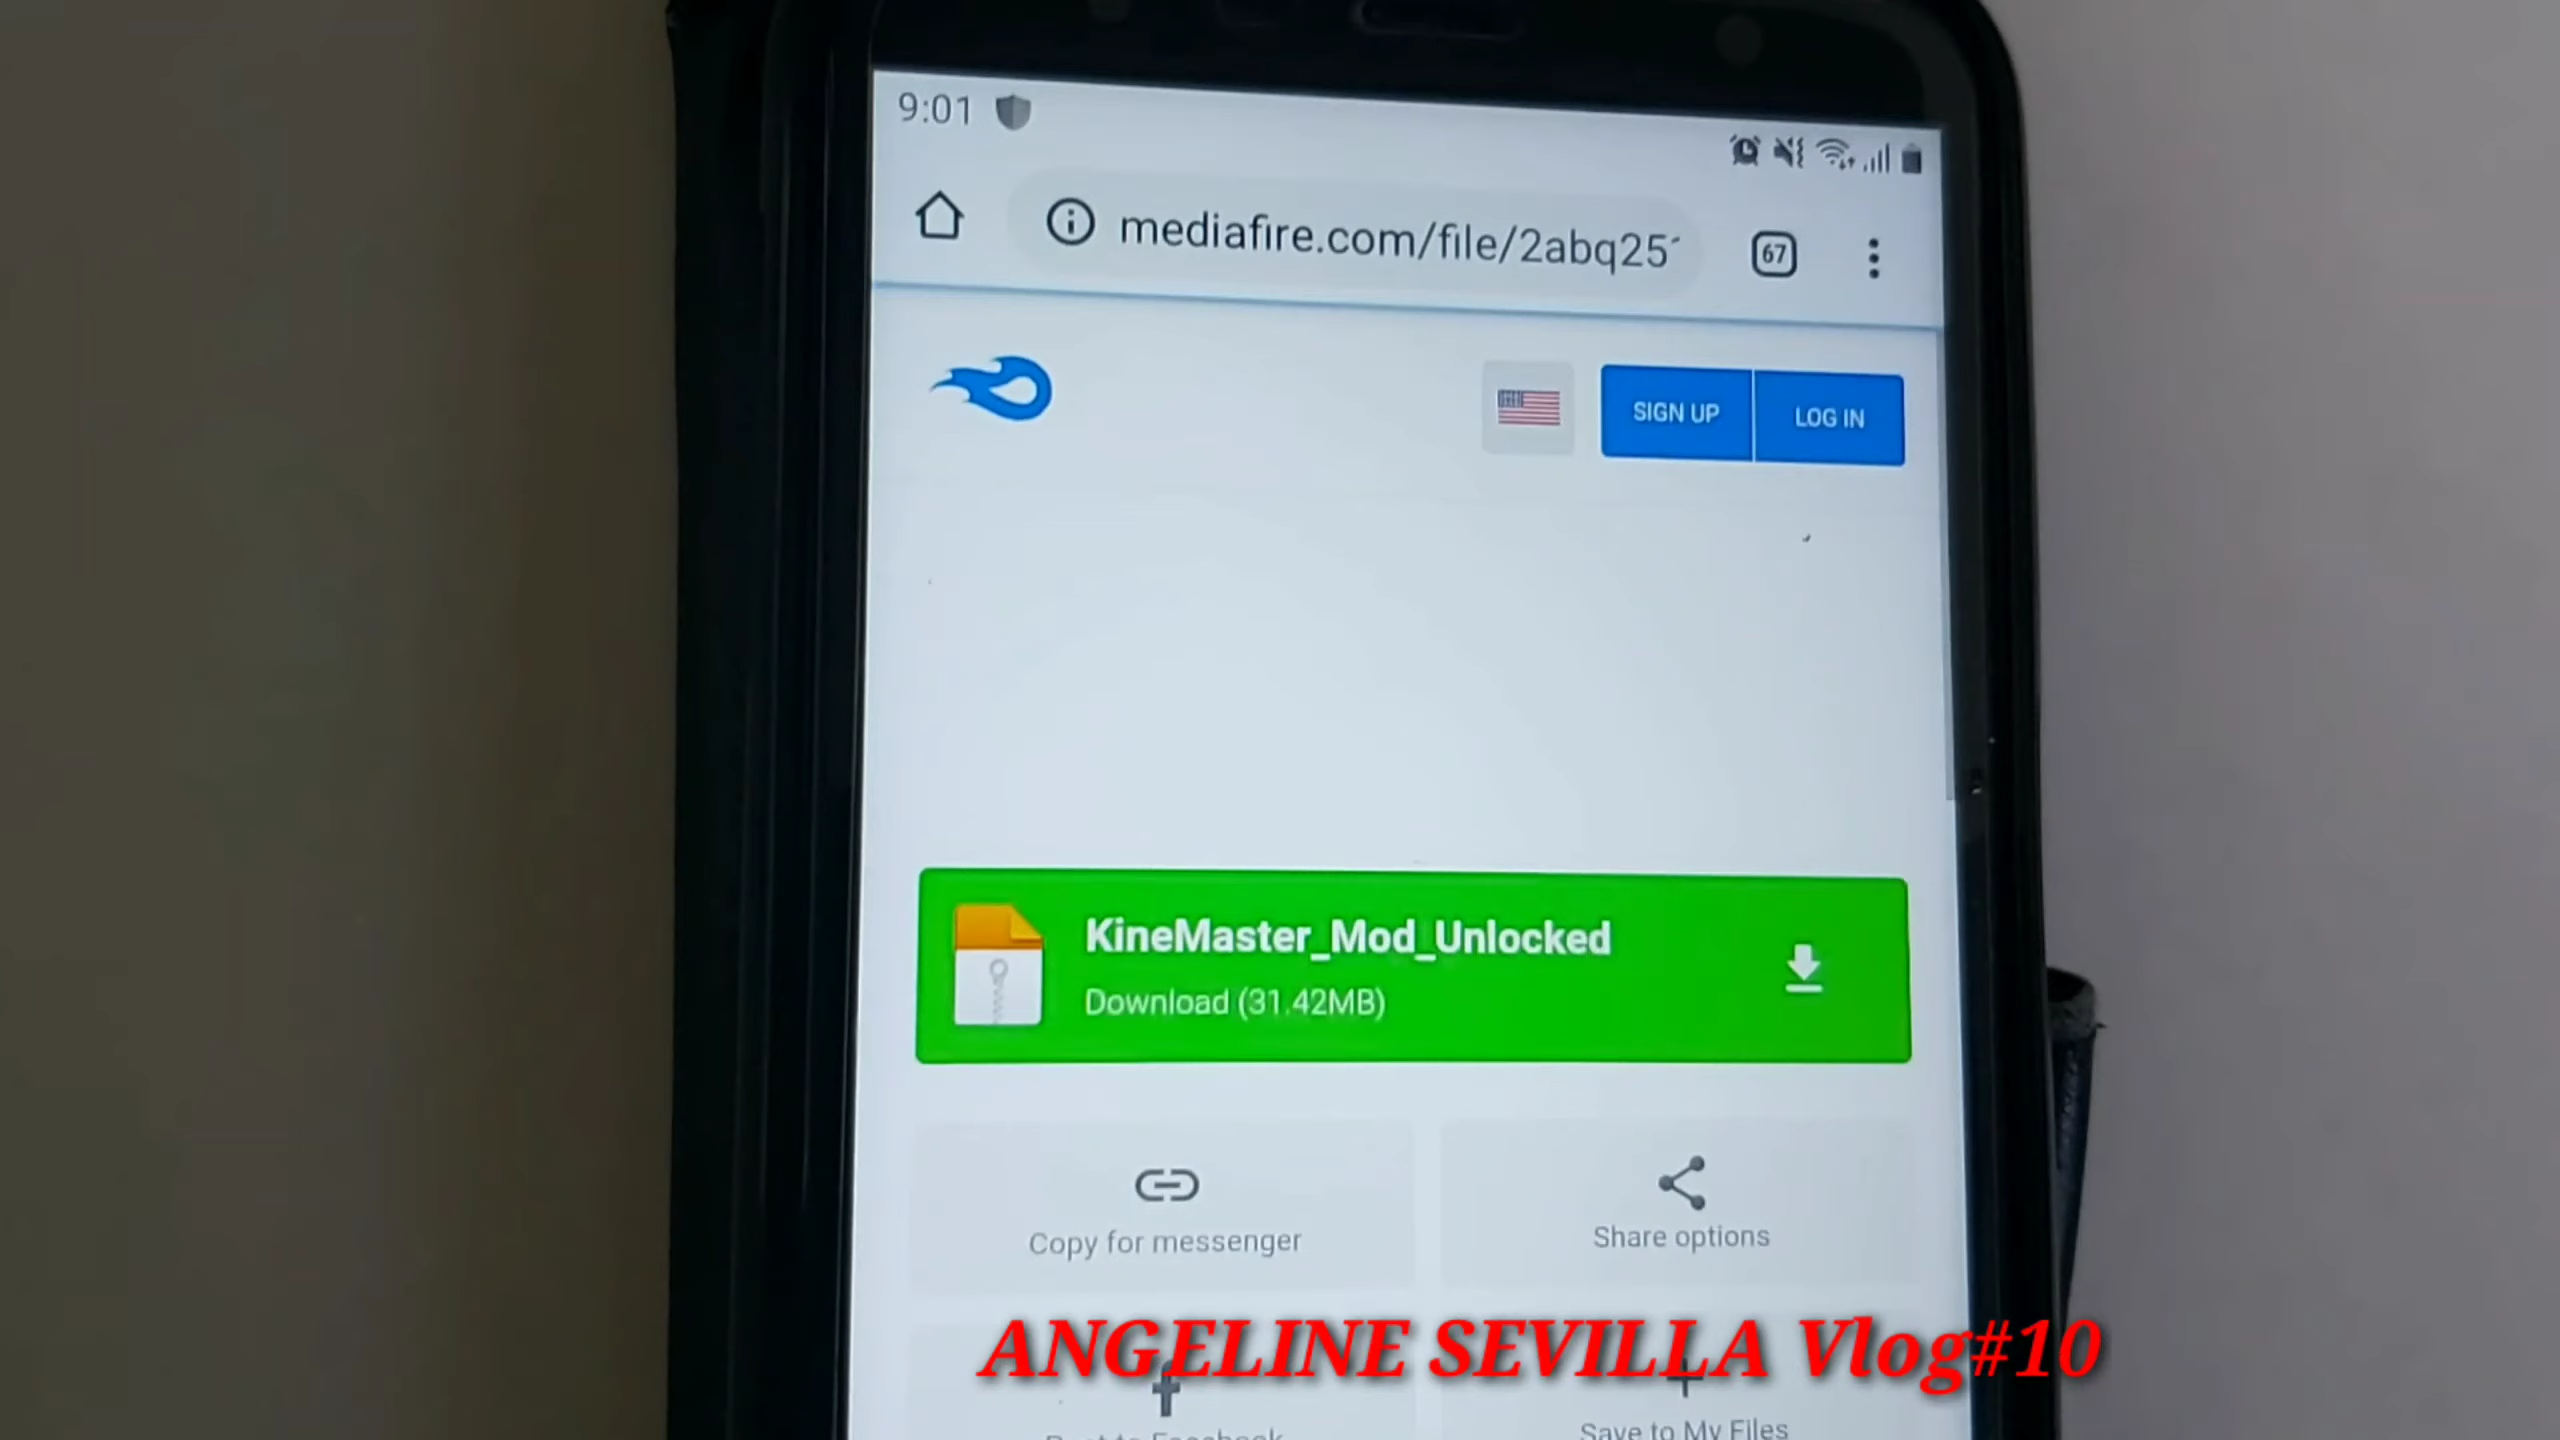 9:01
mediafire.com/file/2abq25
67
SIGN UP
LOG IN
KineMaster_Mod_Unlocked
Download (31.42MB)
Copy for messenger
Share options
ANGELINE SEVILLA Vlog#10
Save to My Files